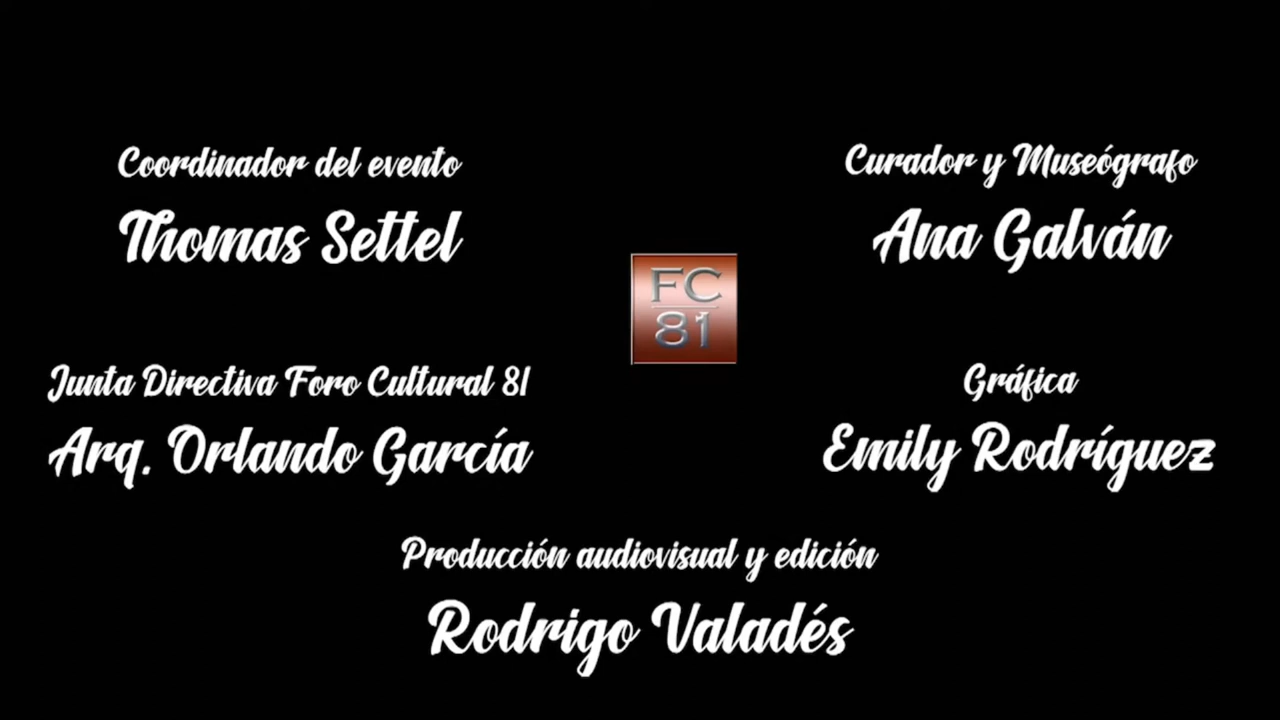 Coordinador del evento
Thomas Settel
Curador y Museógrafo
Ana Galván
FC
81
Junta Directiva Foro Cultural 81
Arq. Orlando García
Gráfica
Emily Rodríguez
Producción audiovisual y edición
Rodrigo Valadés